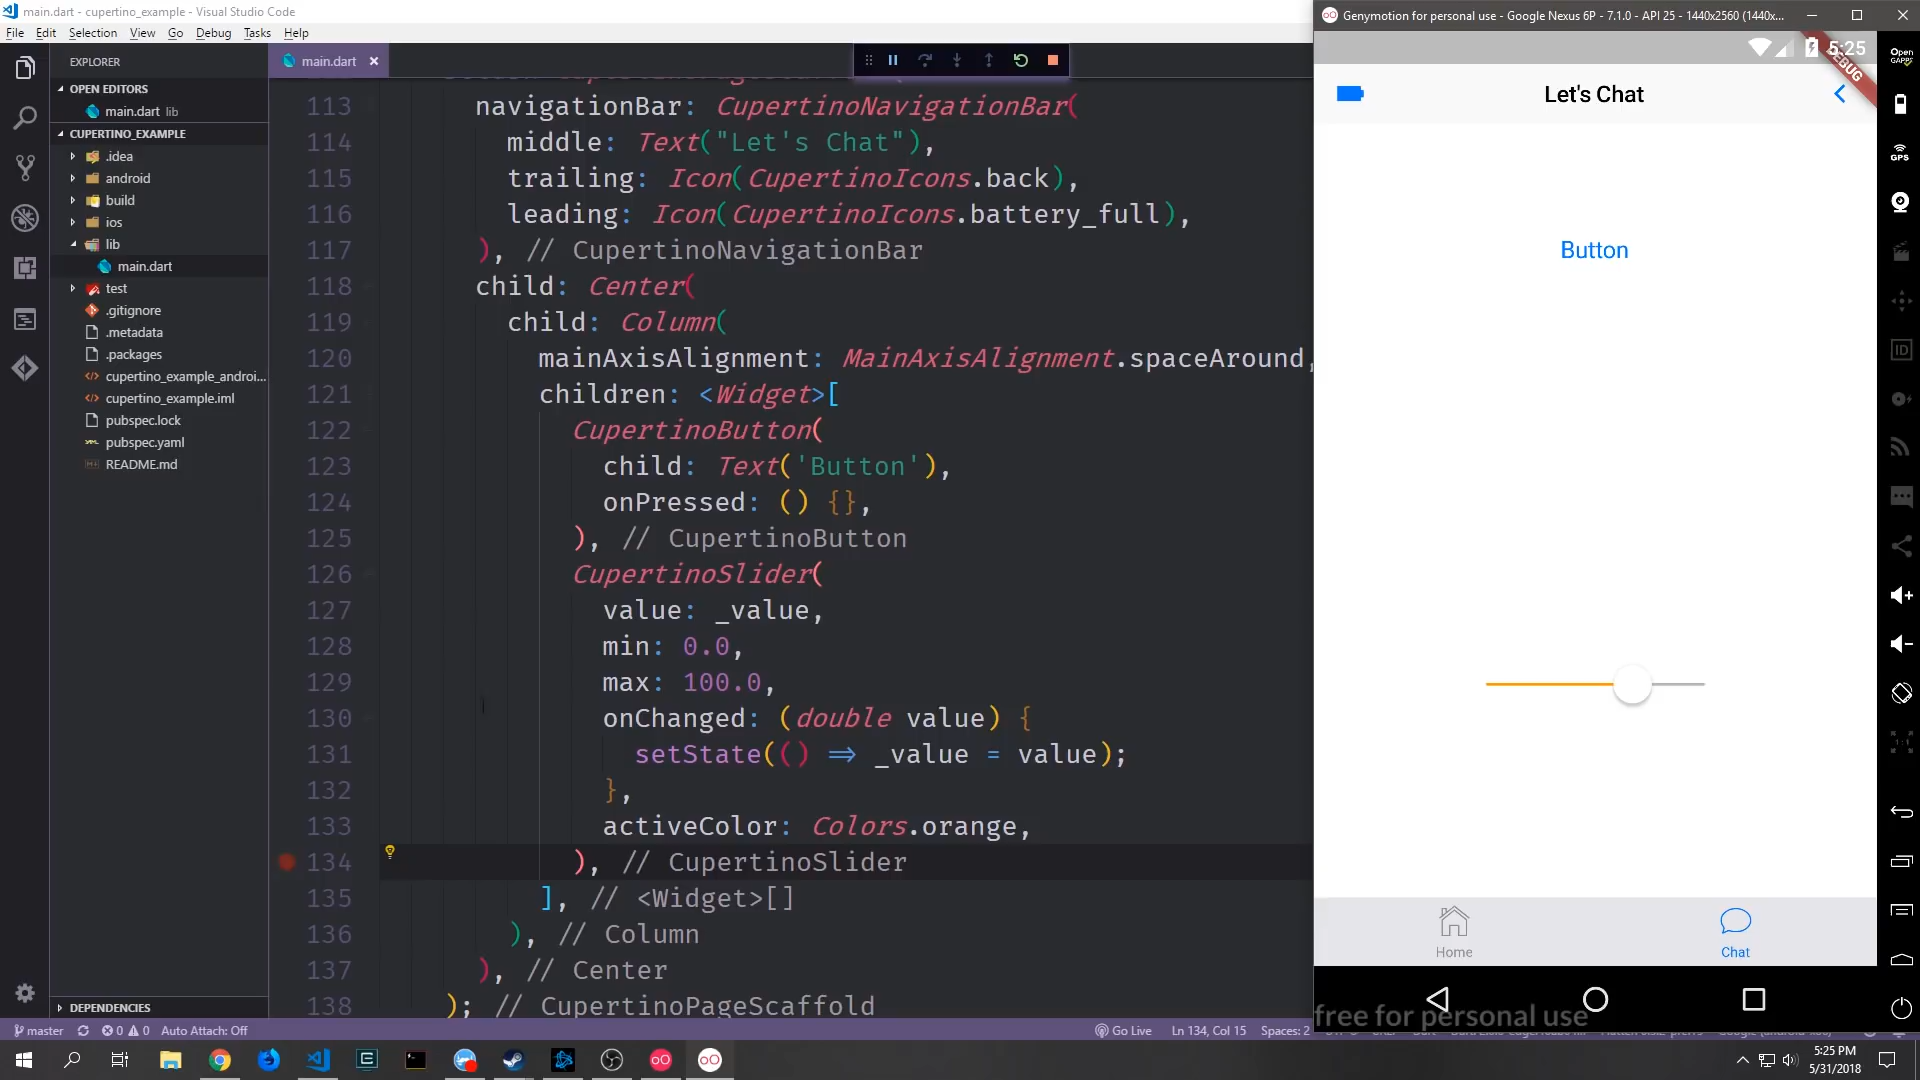 main.dart - cupertino_example - Visual Studio Code
File Edit Selection View Go Debug Tasks Help
EXPLORER
OPEN EDITORS
main.dart lib
CUPERTINO_EXAMPLE
.idea
android
build
ios
lib
main.dart
test
.gitignore
.metadata
.packages
cupertino_example_androi...
cupertino_example.iml
pubspec.lock
pubspec.yaml
README.md
DEPENDENCIES
main.dart
113 navigationBar: CupertinoNavigationBar(
114 middle: Text("Let's Chat"),
115 trailing: Icon(CupertinoIcons.back),
116 leading: Icon(CupertinoIcons.battery_full),
117 ), // CupertinoNavigationBar
118 child: Center(
119 child: Column(
120 mainAxisAlignment: MainAxisAlignment.spaceAround,
121 children: <Widget>[
122 CupertinoButton(
123 child: Text('Button'),
124 onPressed: () {},
125 ), // CupertinoButton
126 CupertinoSlider(
127 value: _value,
128 min: 0.0,
129 max: 100.0,
130 onChanged: (double value) {
131 setState(() => _value = value);
132 },
133 activeColor: Colors.orange,
134 ), // CupertinoSlider
135 ], // <Widget>[]
136 ), // Column
137 ), // Center
138 ); // CupertinoPageScaffold
master 0 0 Auto Attach: Off
Go Live Ln 134, Col 15 Spaces: 2
Genymotion for personal use - Google Nexus 6P - 7.1.0 - API 25 - 1440x2560 (1440x...
5:25
DEBUG
Let's Chat
Button
Home
Chat
free for personal use
Open
GAPPS
GPS
ID
1:1
5:25 PM
5/31/2018